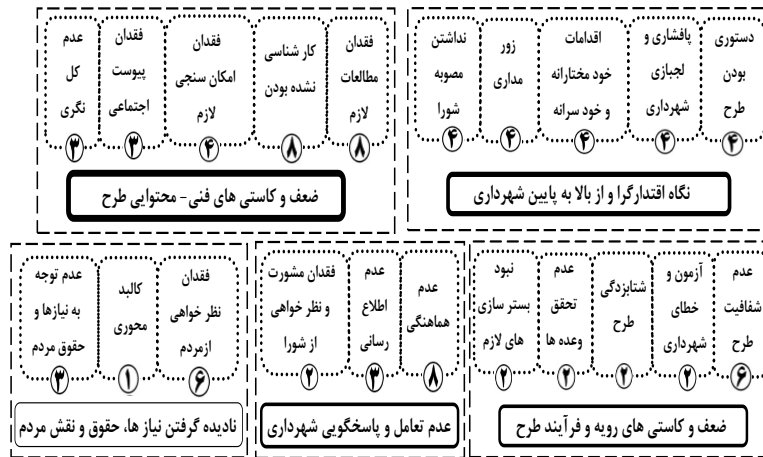 دستوری
بودن
طرح
۴
پافشاری و
لجبازی
شهرداری
۴
اقدامات
خود مختارانه
و خود سرانه
۴
زور
مداری
۴
نداشتن
مصوبه
شورا
۴
نگاه اقتدارگرا و از بالا به پایین شهرداری
فقدان
مطالعات
لازم
۸
کار شناسی
نشده بودن
۸
فقدان
امکان سنجی
لازم
۴
فقدان
پیوست
اجتماعی
۳
عدم
کل
نگری
۳
ضعف و کاستی های فنی- محتوایی طرح
عدم
شفافیت
طرح
۶
آزمون و
خطای
شهرداری
۲
شتابزدگی
طرح
۲
عدم
تحقق
وعده ها
۲
نبود
بستر سازی
های لازم
۲
ضعف و کاستی های رویه و فرآیند طرح
عدم
هماهنگی
۸
عدم
اطلاع
رسانی
۳
فقدان مشورت
و نظر خواهی
از شورا
۲
عدم تعامل و پاسخگویی شهرداری
فقدان
نظر خواهی
ازمردم
۶
کالبد
محوری
۱
عدم توجه
به نیازها و
حقوق مردم
۳
نادیده گرفتن نیاز ها، حقوق و نقش مردم